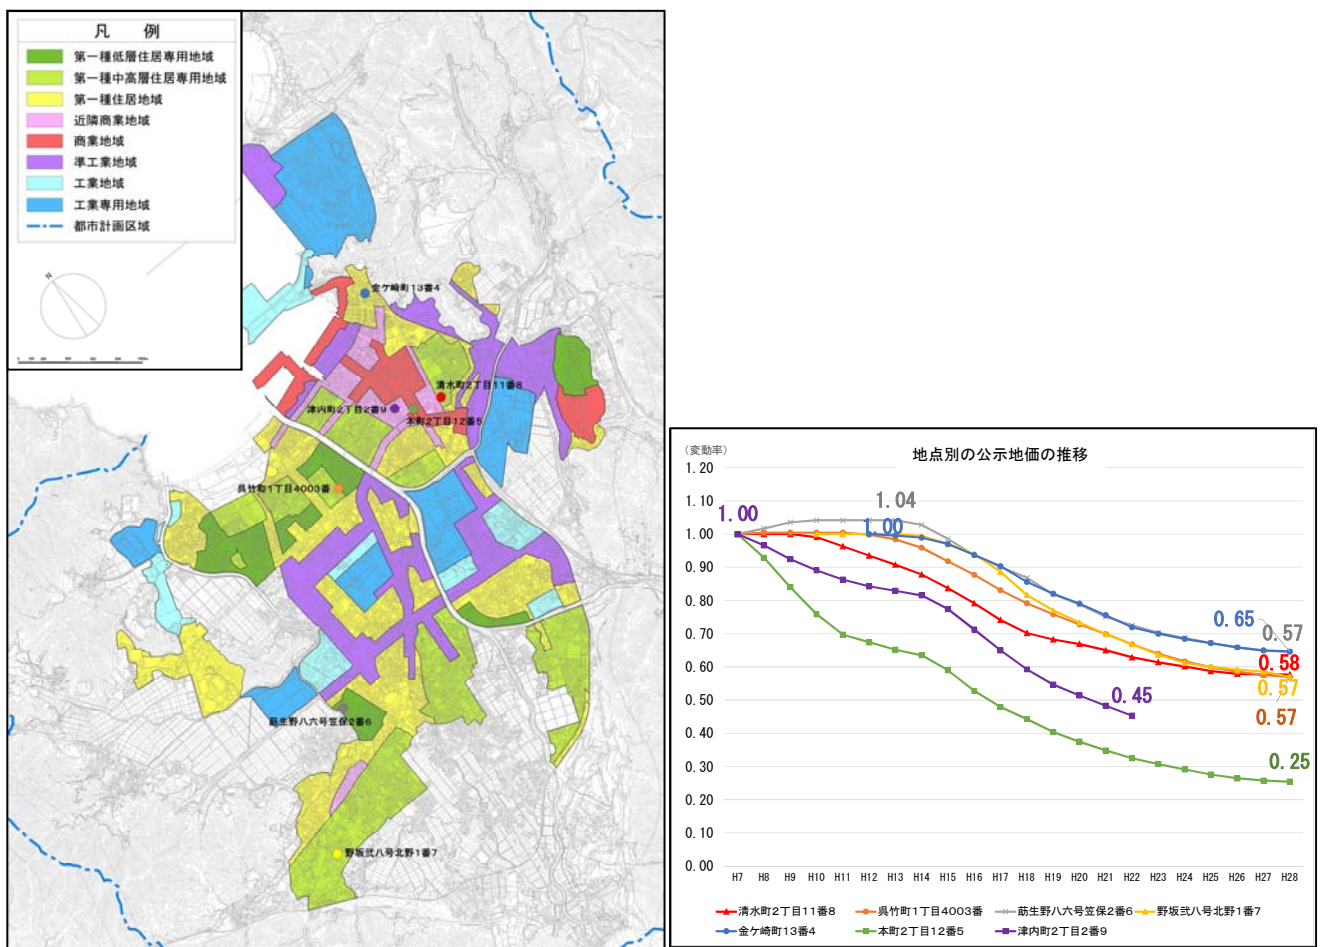 凡 例
第一種低層住居専用地域
第一種中高層住居専用地域
第一種住居地域
近隣商業地域
商業地域
準工業地域
工業地域
工業専用地域
都市計画区域
N
金ケ崎町13番4
清水町2丁目11番8
津内町2丁目2番9
本町2丁目12番5
呉竹町1丁目4003番
莇生野八六号笠保2番6
野坂弐八号北野1番7
(変動率)
地点別の公示地価の推移
1.20
1.10
1.00
0.90
0.80
0.70
0.60
0.50
0.40
0.30
0.20
0.10
0.00
1.00
1.04
1.00
0.65
0.57
0.58
0.57
0.57
0.45
0.25
H7 H8 H9 H10 H11 H12 H13 H14 H15 H16 H17 H18 H19 H20 H21 H22 H23 H24 H25 H26 H27 H28
清水町2丁目11番8 呉竹町1丁目4003番 莇生野八六号笠保2番6 野坂弐八号北野1番7
金ケ崎町13番4 本町2丁目12番5 津内町2丁目2番9